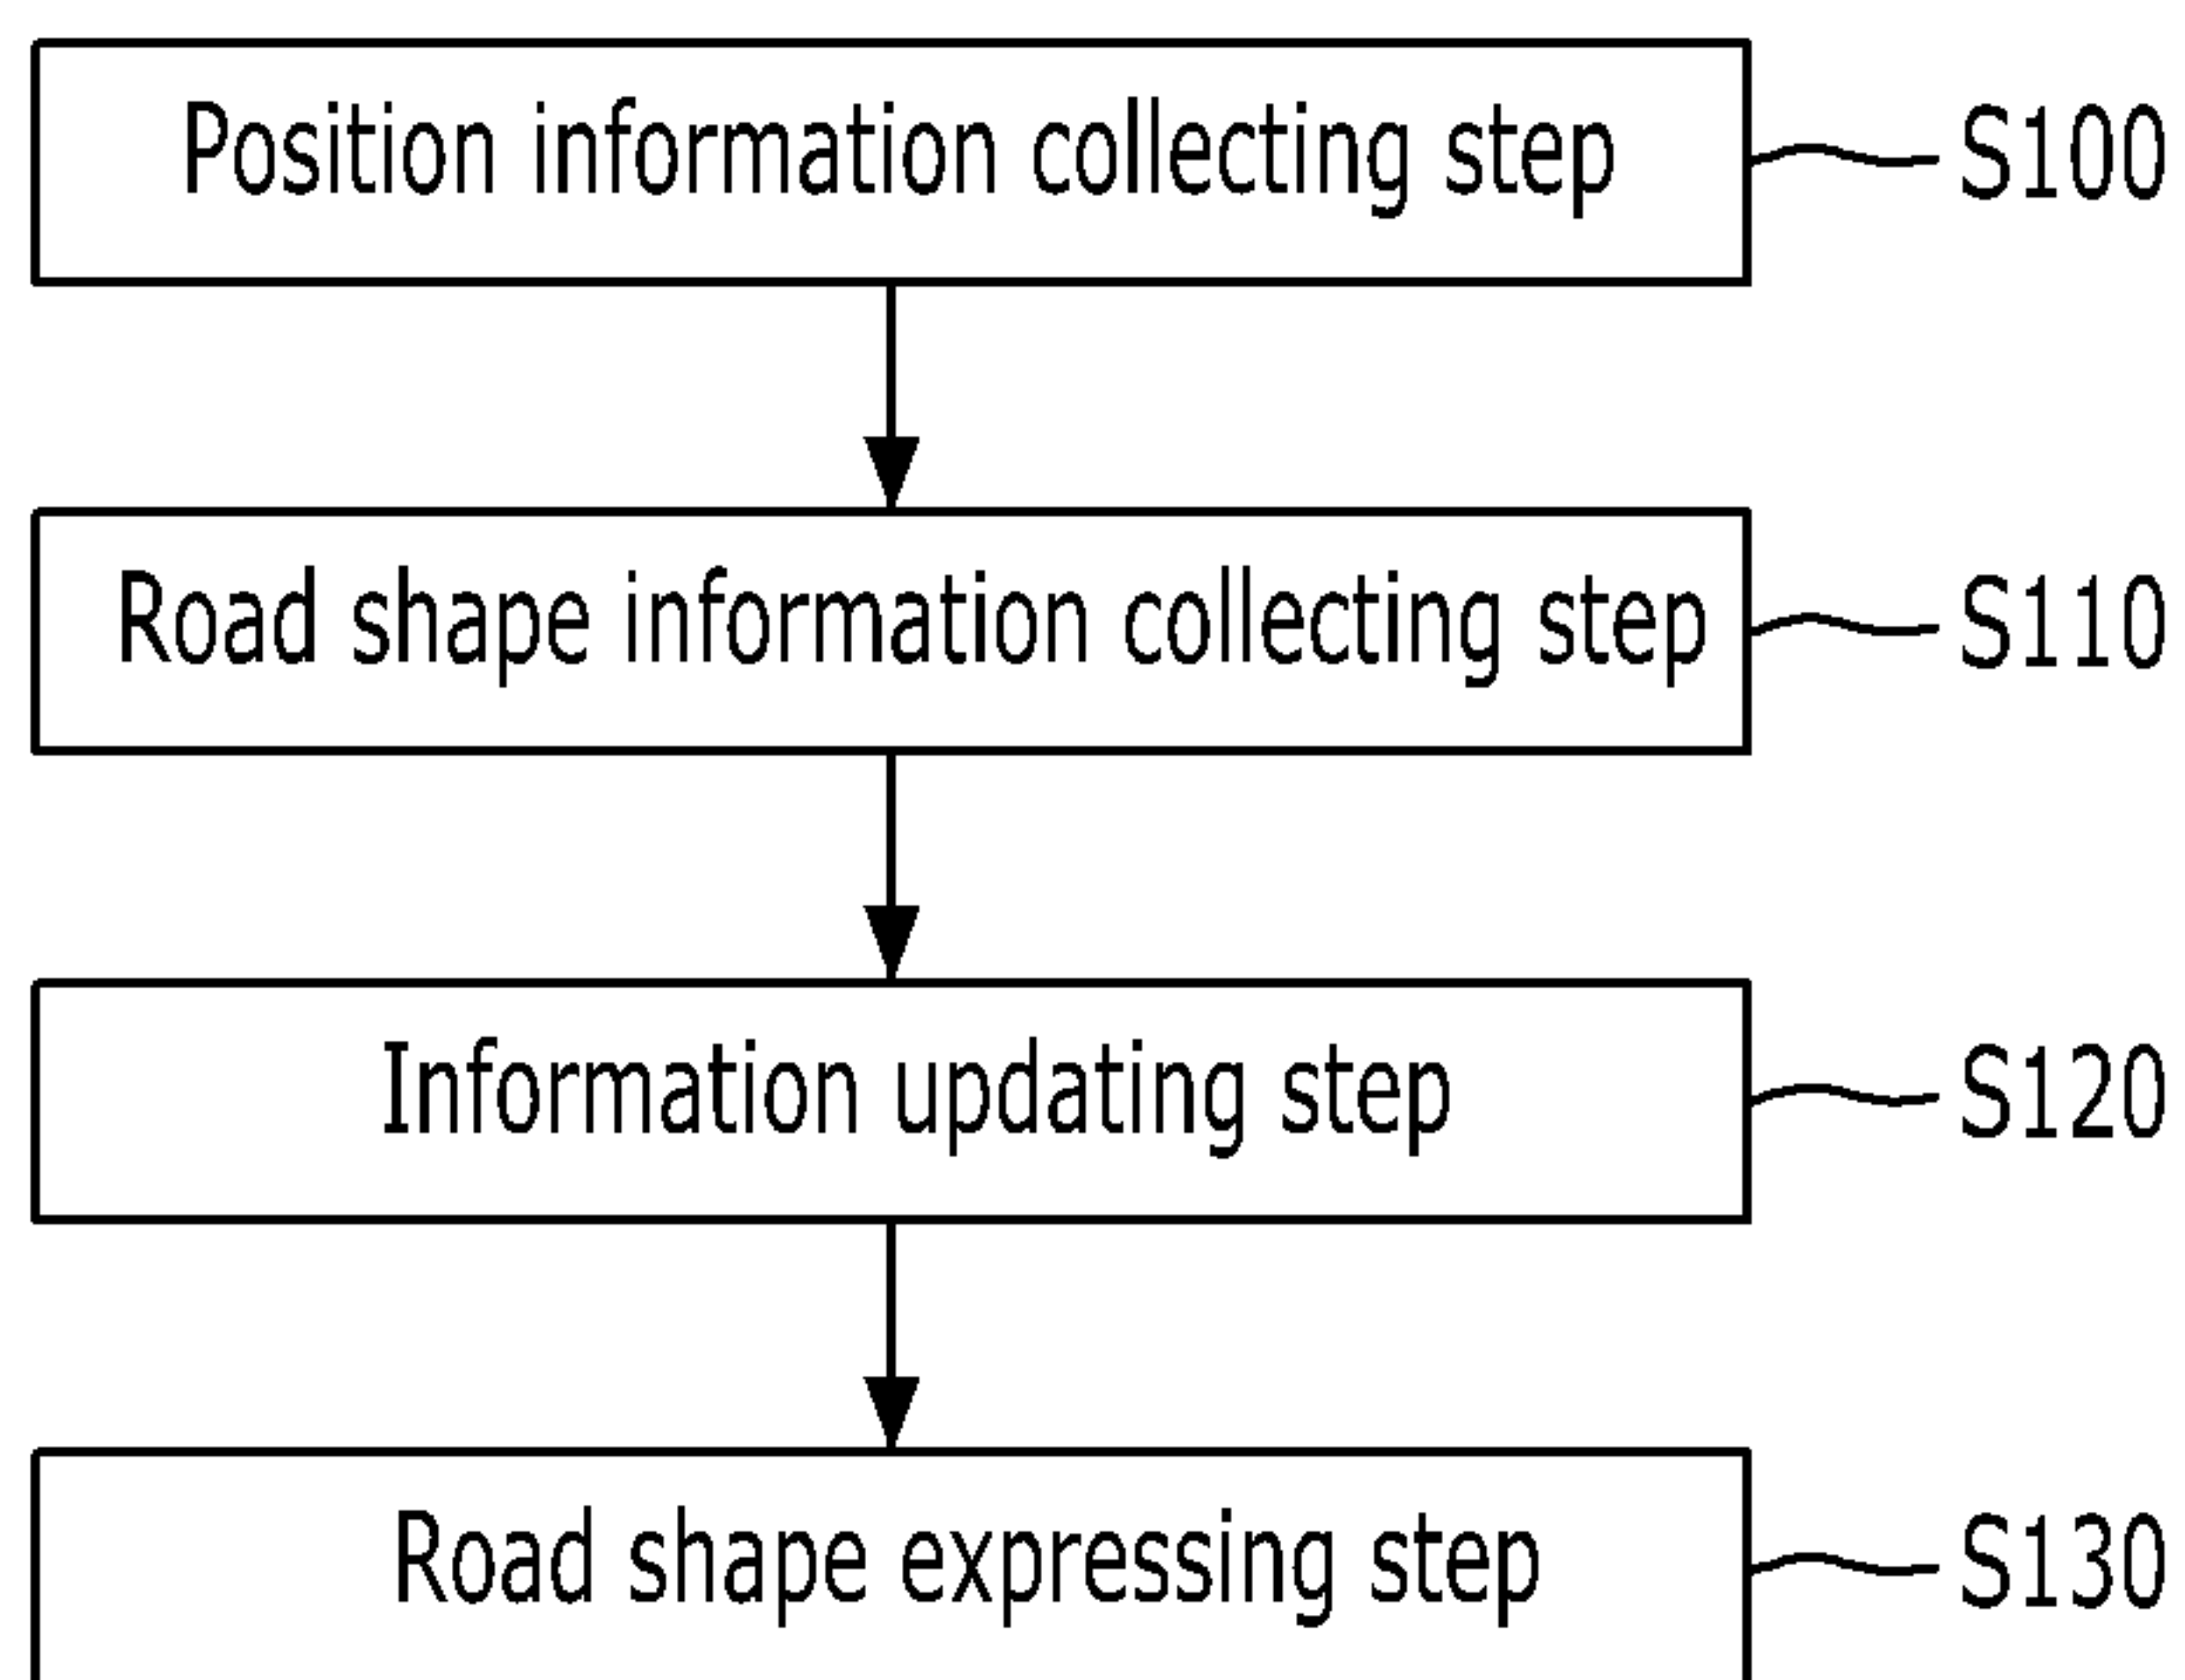 Position information collecting step S100
Road shape information collecting step S110
Information updating step S120
Road shape expressing step S130